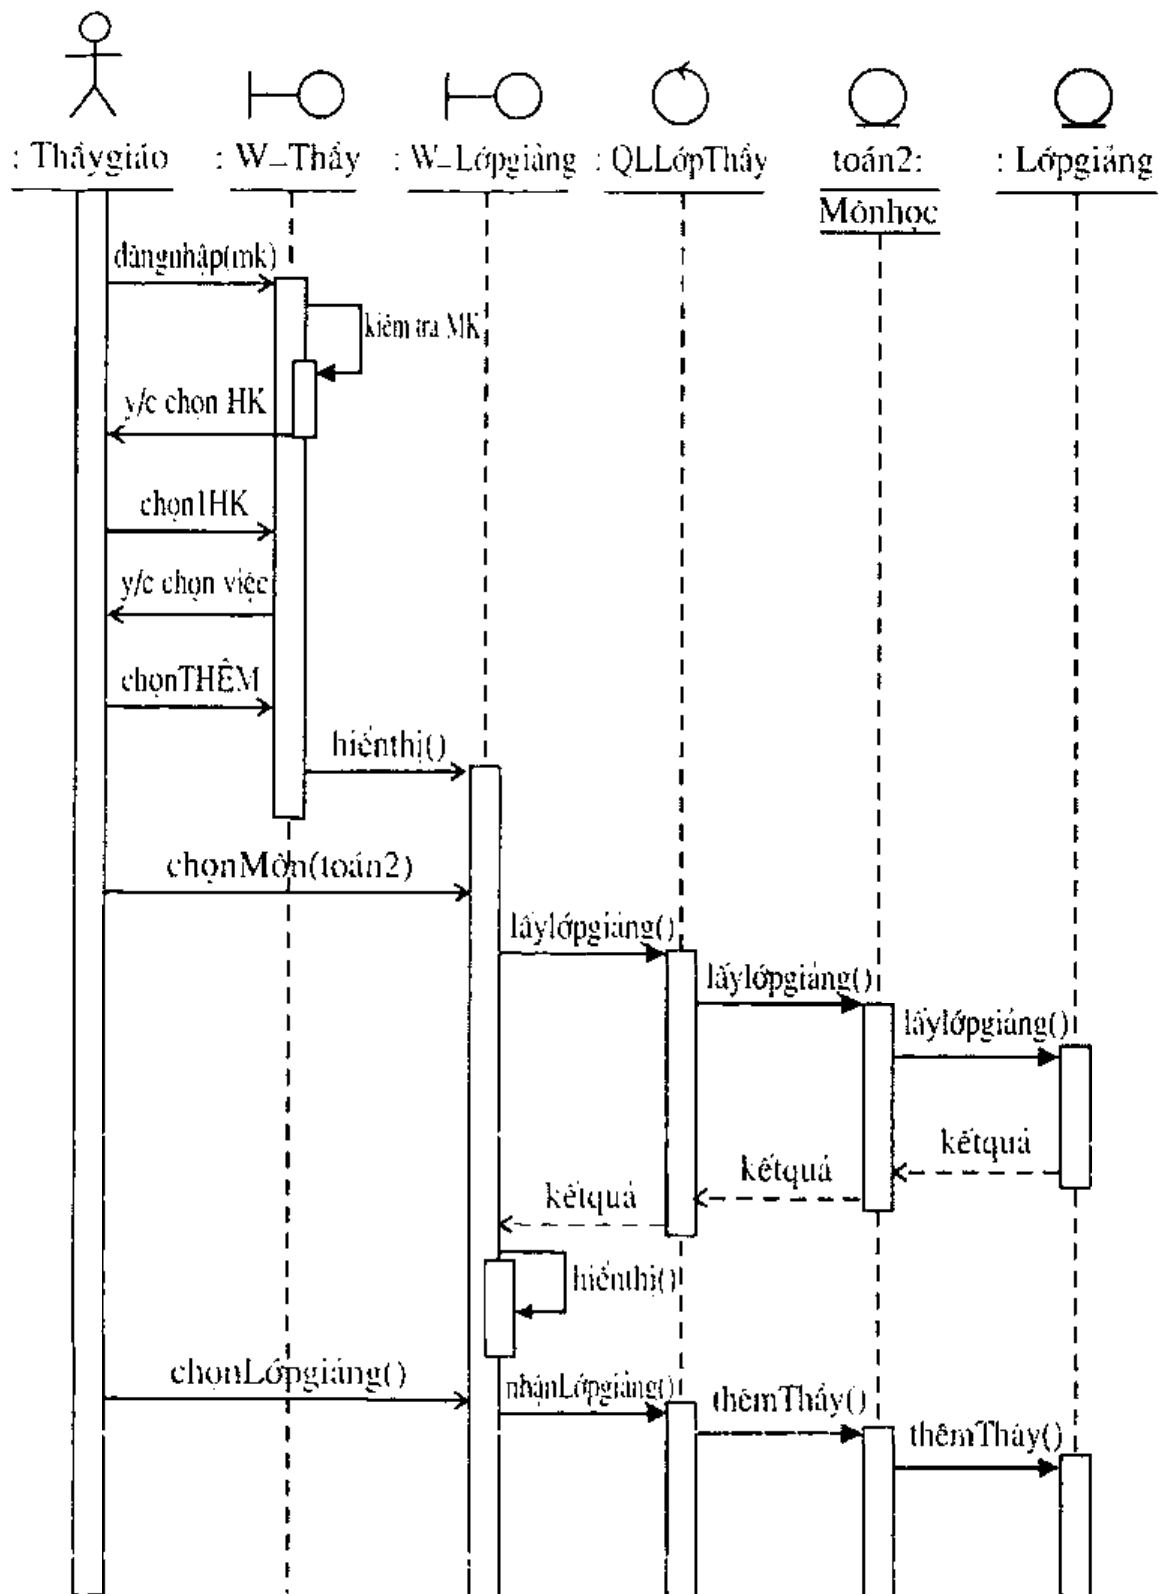 : Thầygiáo
: W_Thầy
: W_Lớpgiảng
: QLLớpThầy
toán2:
Mônhọc
: Lớpgiảng
đăngnhập(mk)
kiểm tra MK
y/c chọn HK
chọn1HK
y/c chọn việc
chọnTHÊM
hiểnthị()
chọnMôn(toán2)
lấylớpgiảng()
lấylớpgiảng()
lấylớpgiảng()
kếtquả
kếtquả
kếtquả
hiểnthị()
chọnLớpgiảng()
nhậnLớpgiảng()
thêmThầy()
thêmThầy()